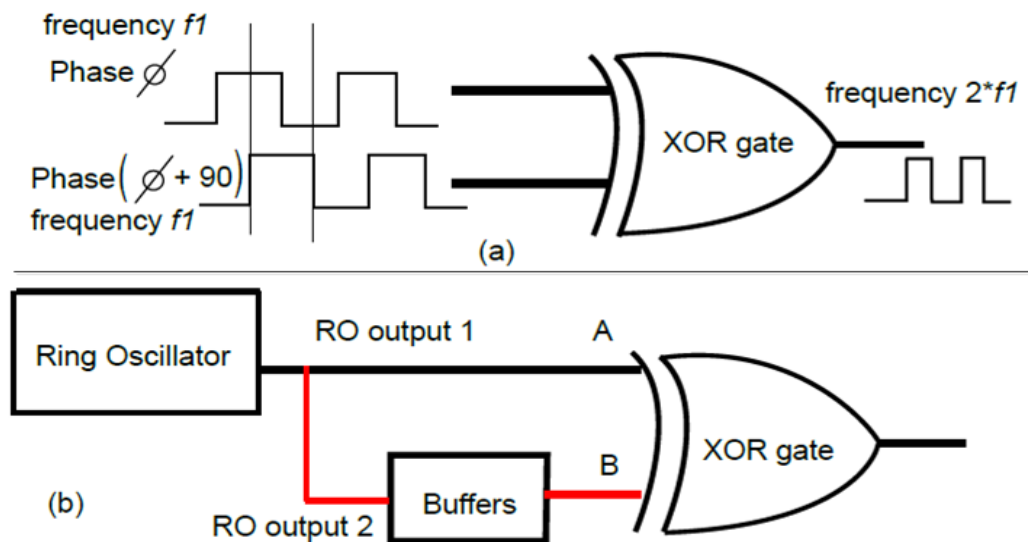 frequency f1
Phase ϕ
Phase(ϕ + 90)
frequency f1
XOR gate
frequency 2*f1
(a)
Ring Oscillator
RO output 1
A
XOR gate
B
Buffers
RO output 2
(b)